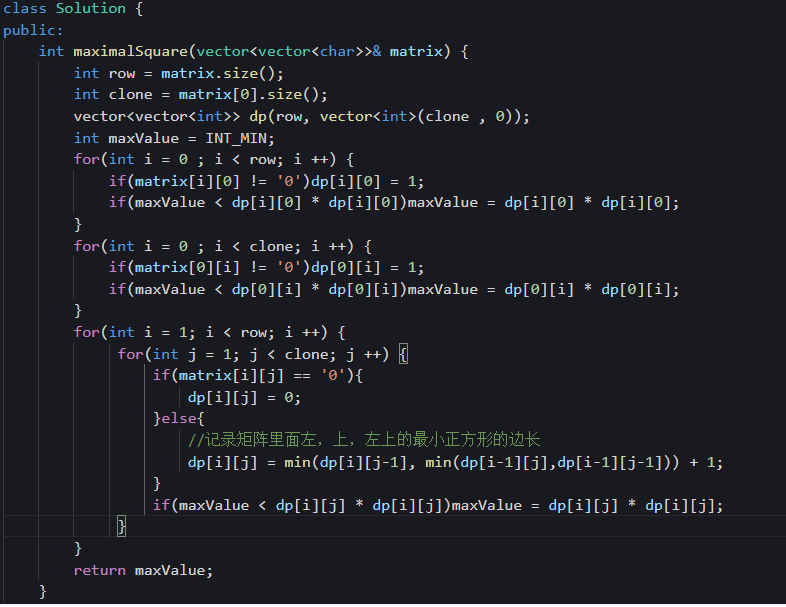 class Solution {
public:
    int maximalSquare(vector<vector<char>>& matrix) {
        int row = matrix.size();
        int clone = matrix[0].size();
        vector<vector<int>> dp(row, vector<int>(clone , 0));
        int maxValue = INT_MIN;
        for(int i = 0 ; i < row; i ++) {
            if(matrix[i][0] != '0')dp[i][0] = 1;
            if(maxValue < dp[i][0] * dp[i][0])maxValue = dp[i][0] * dp[i][0];
        }
        for(int i = 0 ; i < clone; i ++) {
            if(matrix[0][i] != '0')dp[0][i] = 1;
            if(maxValue < dp[0][i] * dp[0][i])maxValue = dp[0][i] * dp[0][i];
        }
        for(int i = 1; i < row; i ++) {
             for(int j = 1; j < clone; j ++) {
                 if(matrix[i][j] == '0'){
                     dp[i][j] = 0;
                 }else{
                     //记录矩阵里面左，上，左上的最小正方形的边长
                     dp[i][j] = min(dp[i][j-1], min(dp[i-1][j],dp[i-1][j-1])) + 1;
                 }
                 if(maxValue < dp[i][j] * dp[i][j])maxValue = dp[i][j] * dp[i][j];
             }
        }
        return maxValue;
    }